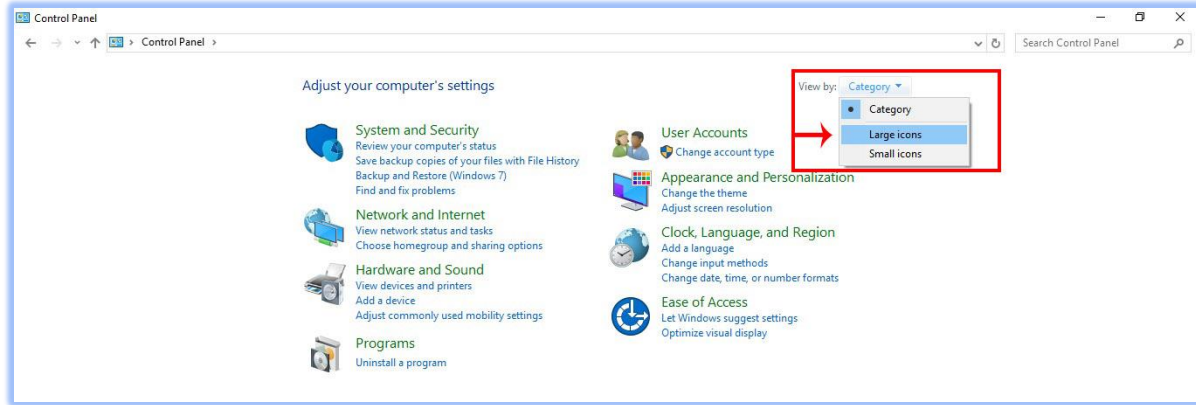 Control Panel
Control Panel
Search Control Panel
Adjust your computer's settings
View by: Category
Category
Large icons
Small icons
System and Security
Review your computer's status
Save backup copies of your files with File History
Backup and Restore (Windows 7)
Find and fix problems
Network and Internet
View network status and tasks
Choose homegroup and sharing options
Hardware and Sound
View devices and printers
Add a device
Adjust commonly used mobility settings
Programs
Uninstall a program
User Accounts
Change account type
Appearance and Personalization
Change the theme
Adjust screen resolution
Clock, Language, and Region
Add a language
Change input methods
Change date, time, or number formats
Ease of Access
Let Windows suggest settings
Optimize visual display